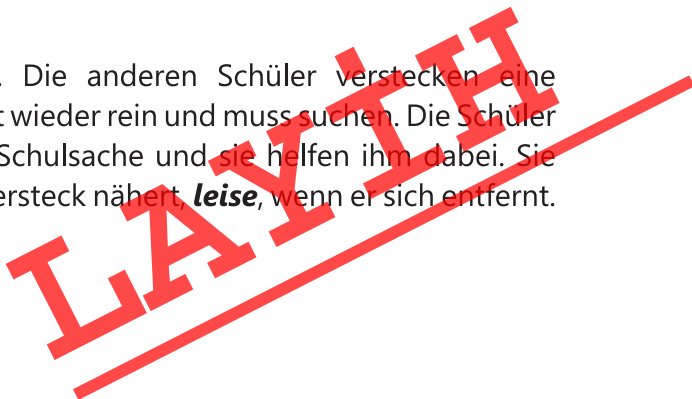 . Die anderen Schüler verstecken eine
t wieder rein und muss suchen. Die Schüler
Schulsache und sie helfen ihm dabei. Sie
ersteck nähert, leise, wenn er sich entfernt.
LAYİH